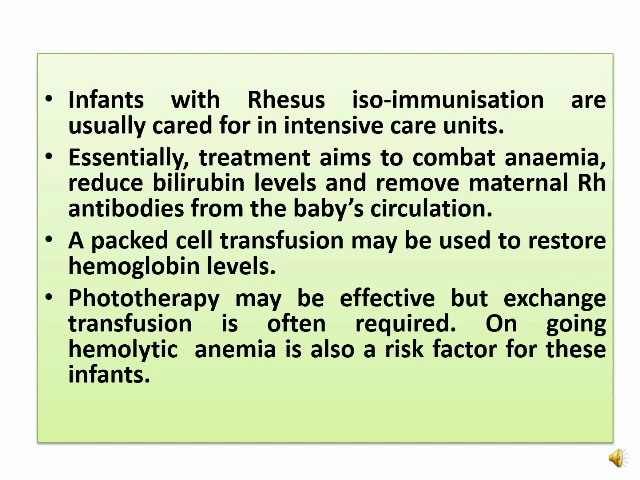 • Infants with Rhesus iso-immunisation are
usually cared for in intensive care units.
• Essentially, treatment aims to combat anaemia,
reduce bilirubin levels and remove maternal Rh
antibodies from the baby's circulation.
• A packed cell transfusion may be used to restore
hemoglobin levels.
• Phototherapy may be effective but exchange
transfusion is often required. On going
hemolytic anemia is also a risk factor for these
infants.